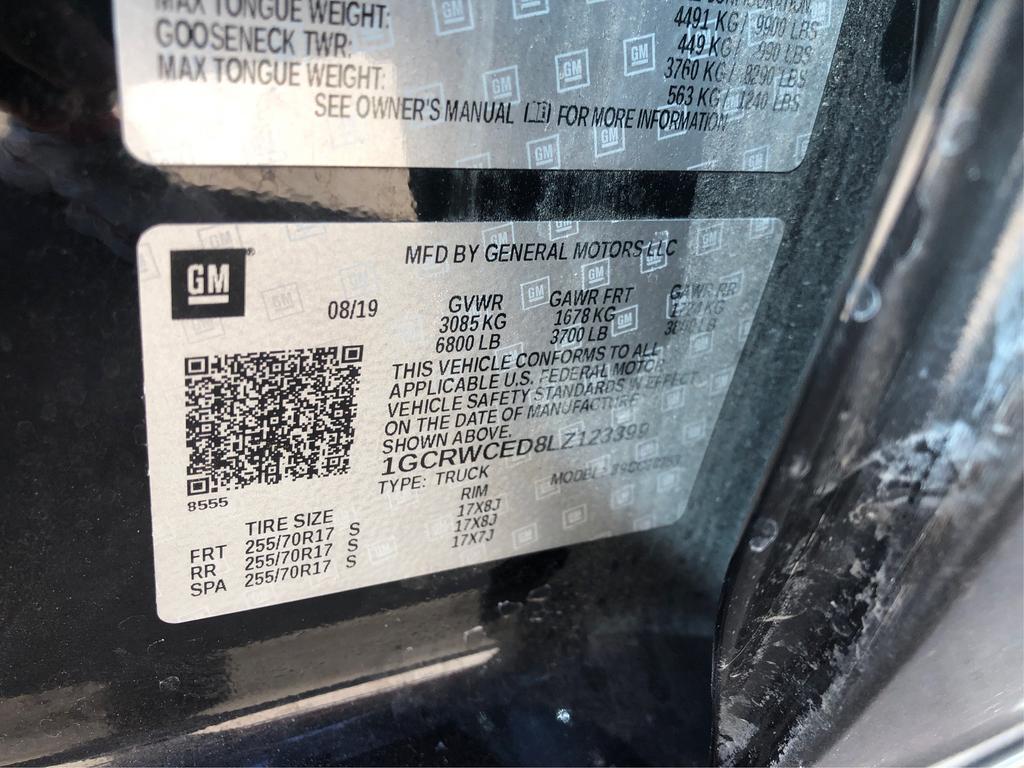 MAX TONGUE WEIGHT:
4491 KG / 9900 LBS
GOOSENECK TWR:
449 KG / 990 LBS
MAX TONGUE WEIGHT:
3760 KG / 8290 LBS
563 KG / 1240 LBS
SEE OWNER'S MANUAL FOR MORE INFORMATION
GM
MFD BY GENERAL MOTORS LLC
08/19
GVWR GAWR FRT GAWR RR
3085 KG 1678 KG
6800 LB 3700 LB
THIS VEHICLE CONFORMS TO ALL
APPLICABLE U.S. FEDERAL MOTOR
VEHICLE SAFETY STANDARDS IN EFFECT
ON THE DATE OF MANUFACTURE
SHOWN ABOVE.
1GCRWCED8LZ123399
TYPE: TRUCK MODEL:
8555
TIRE SIZE RIM
FRT 255/70R17 S 17X8J
RR 255/70R17 S 17X8J
SPA 255/70R17 S 17X7J